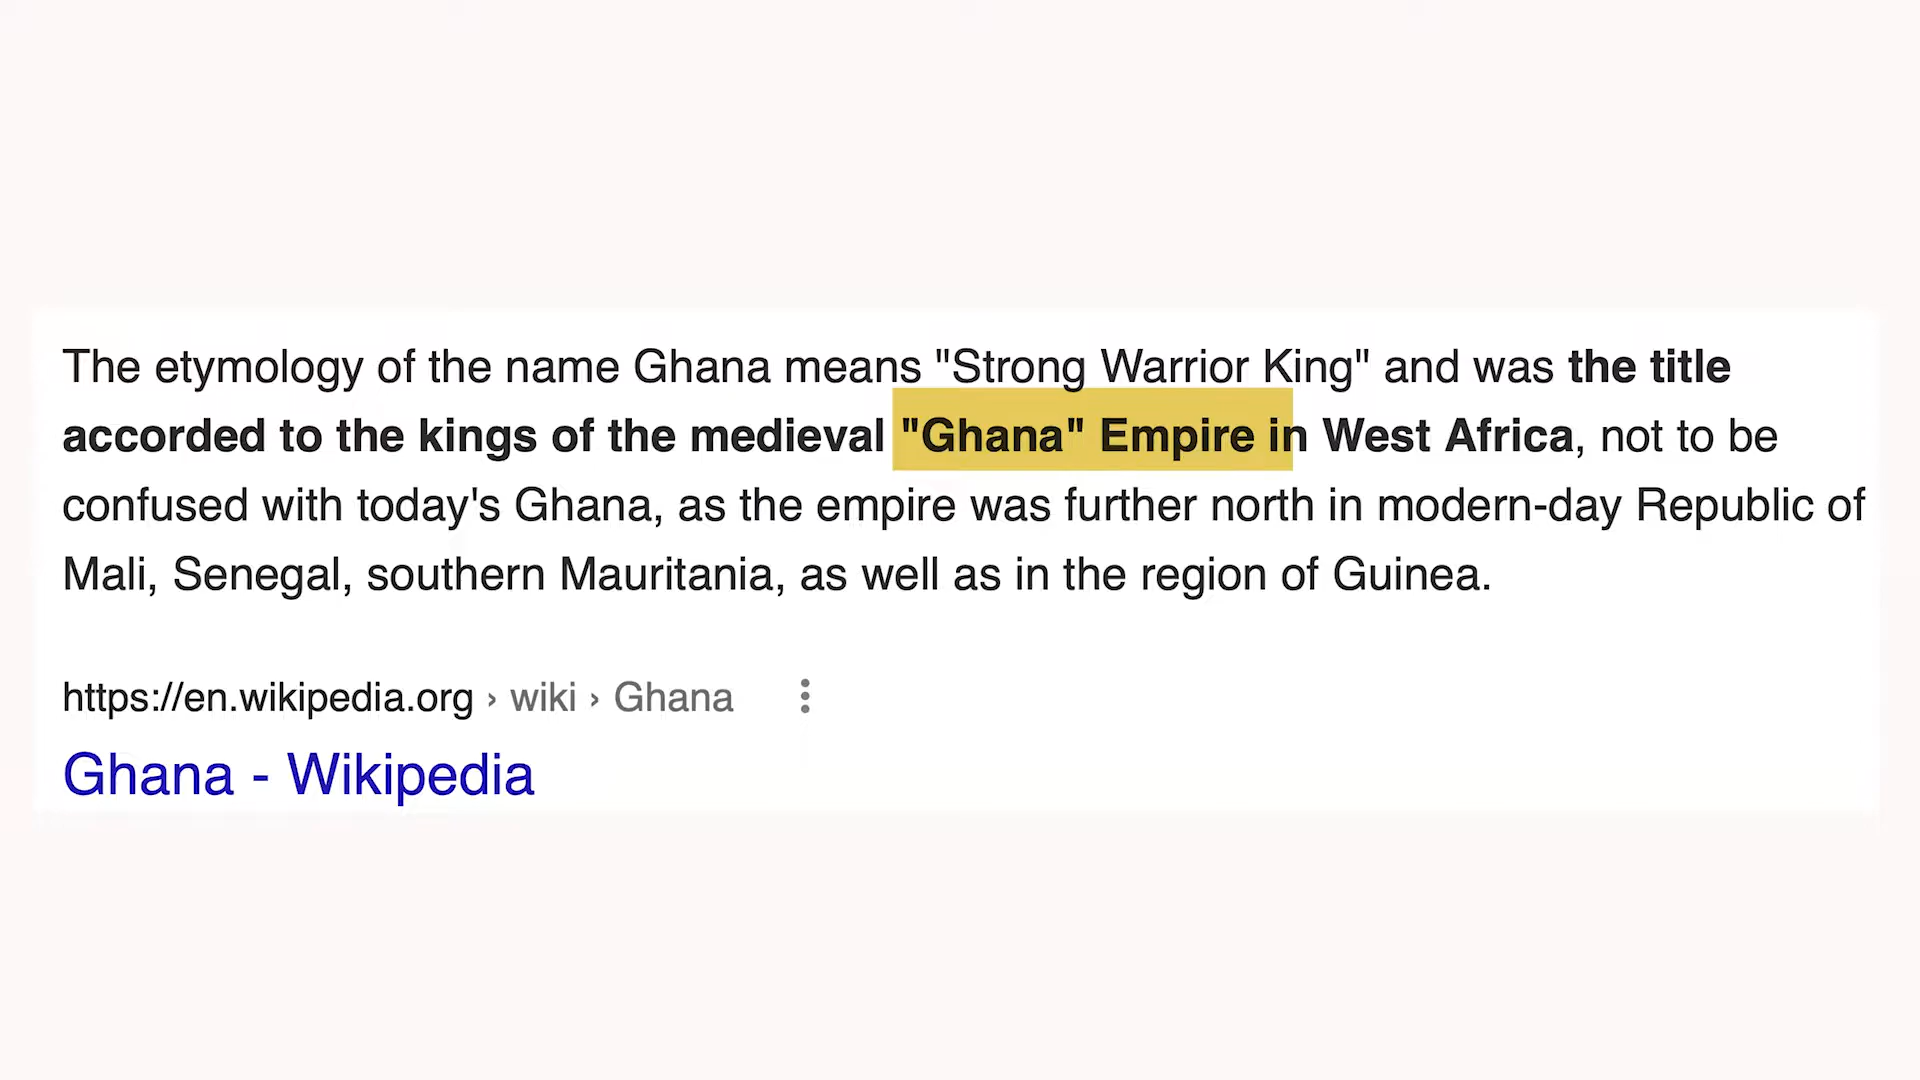 The etymology of the name Ghana means "Strong Warrior King" and was the title
accorded to the kings of the medieval "Ghana" Empire in West Africa, not to be
confused with today's Ghana, as the empire was further north in modern-day Republic of
Mali, Senegal, southern Mauritania, as well as in the region of Guinea.
https://en.wikipedia.org › wiki › Ghana
Ghana - Wikipedia